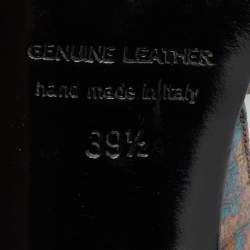 GENUINE LEATHER
hand made in Italy
39½